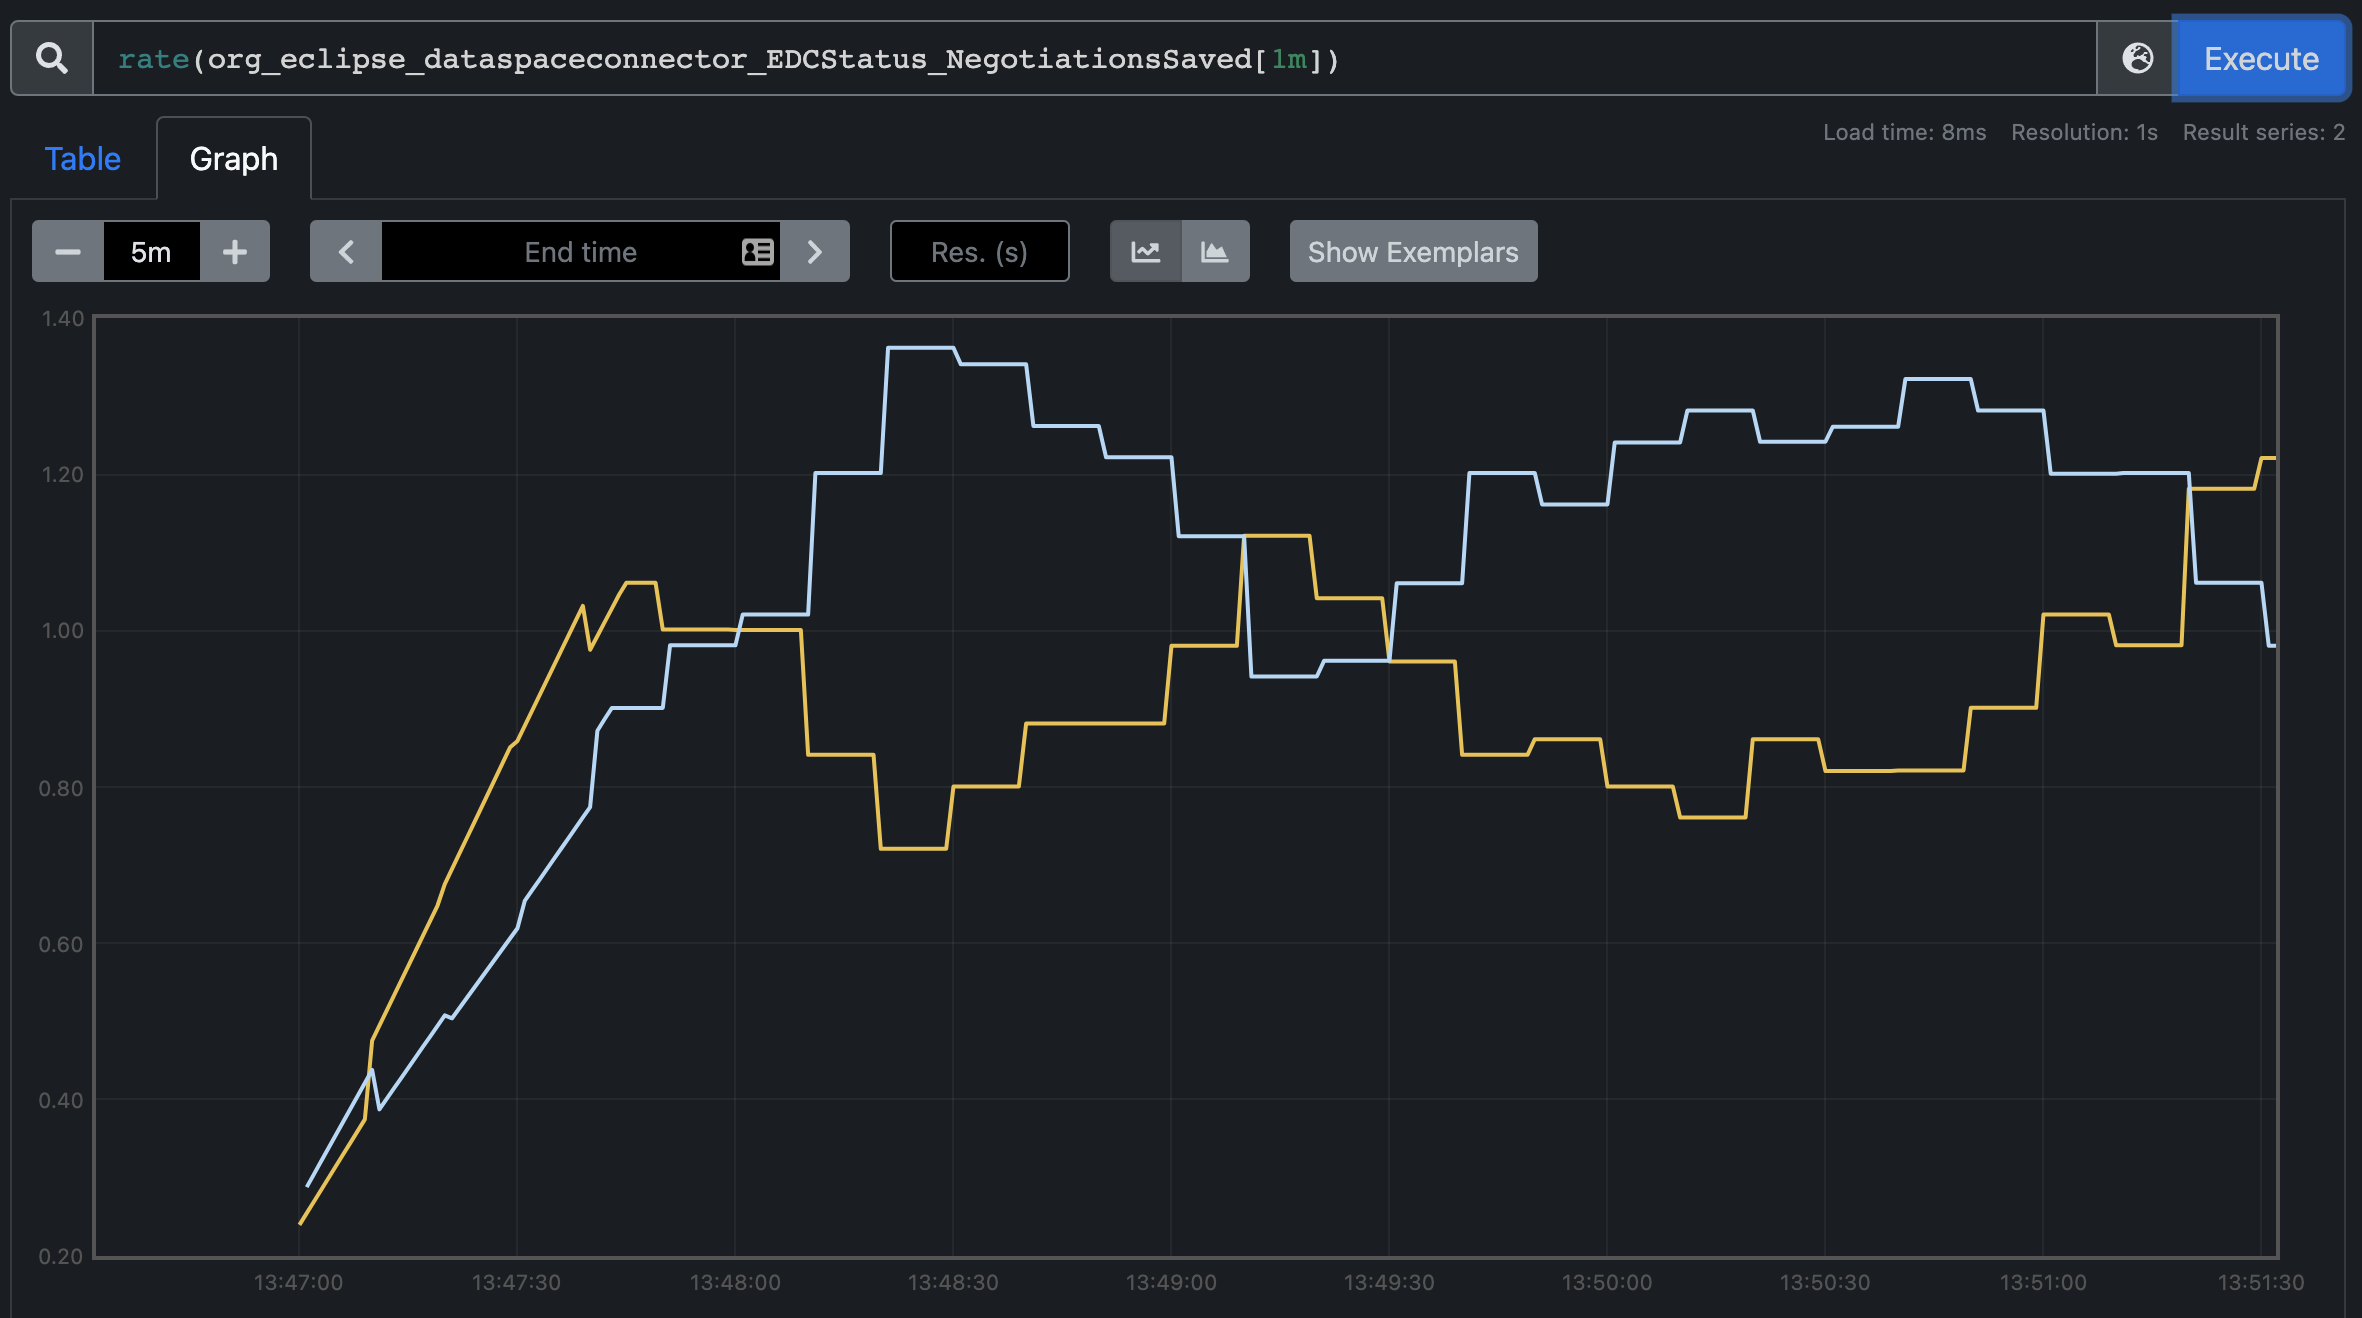 rate(org_eclipse_dataspaceconnector_EDCStatus_NegotiationsSaved[1m])
Execute
Load time: 8ms Resolution: 1s Result series: 2
Table
Graph
5m
End time
Res. (s)
Show Exemplars
1.40
1.20
1.00
0.80
0.60
0.40
0.20
13:47:00 13:47:30 13:48:00 13:48:30 13:49:00 13:49:30 13:50:00 13:50:30 13:51:00 13:51:30